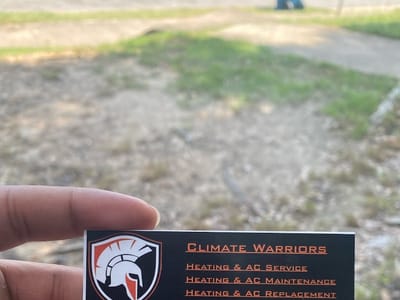 Climate Warriors
Heating & AC Service
Heating & AC Maintenance
Heating & AC Replacement